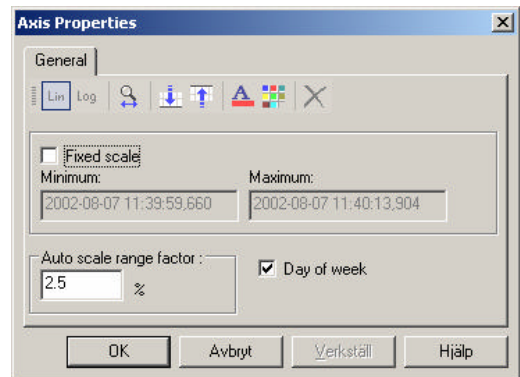 Axis Properties
General
Lin Log
Fixed scale
Minimum: Maximum:
2002-08-07 11:39:59,660 2002-08-07 11:40:13,904
Auto scale range factor :
2.5 %
Day of week
OK Avbryt Verkställ Hjälp